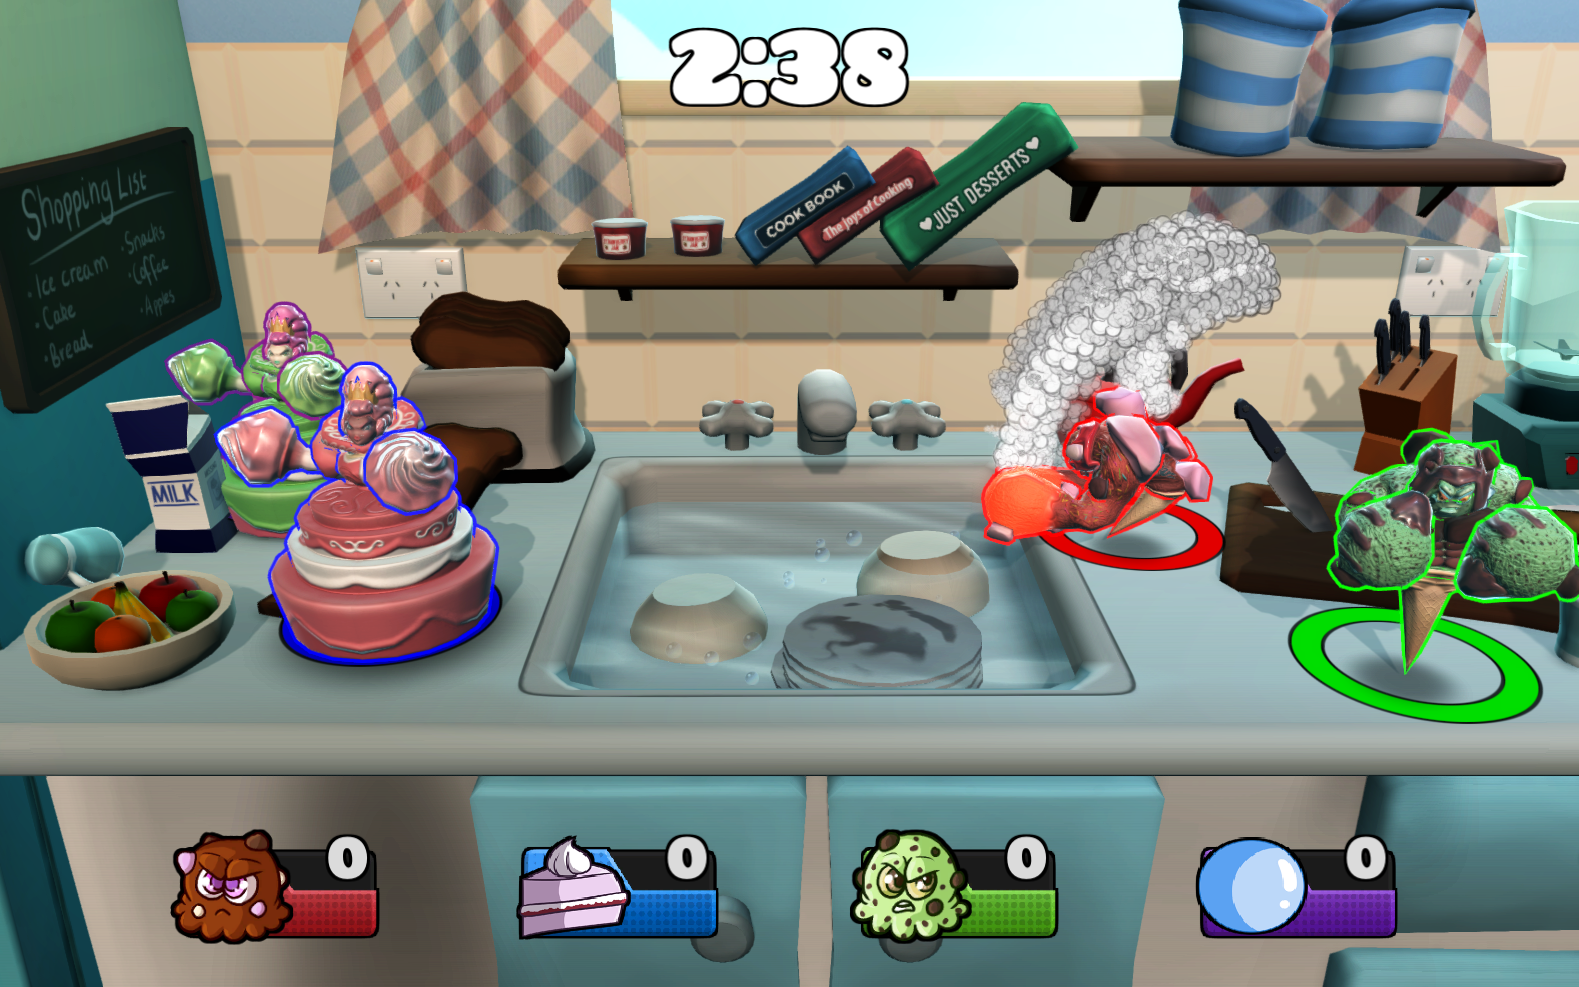 2:38
Shopping List
· Ice cream
· Cake
· Bread
· Snacks
· Coffee
· Apples
COOK BOOK
The Joys of Cooking
JUST DESSERTS
MILK
0
0
0
0